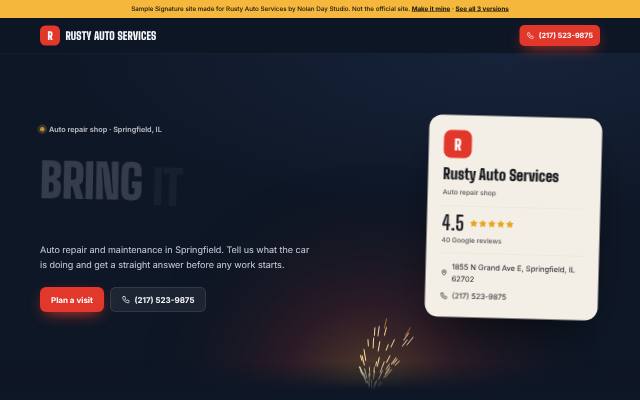 Sample Signature site made for Rusty Auto Services by Nolan Day Studio. Not the official site. Make it mine · See all 3 versions
R RUSTY AUTO SERVICES
(217) 523-9875
Auto repair shop · Springfield, IL
BRING IT
Auto repair and maintenance in Springfield. Tell us what the car
is doing and get a straight answer before any work starts.
Plan a visit
(217) 523-9875
R
Rusty Auto Services
Auto repair shop
4.5
40 Google reviews
1855 N Grand Ave E, Springfield, IL
62702
(217) 523-9875